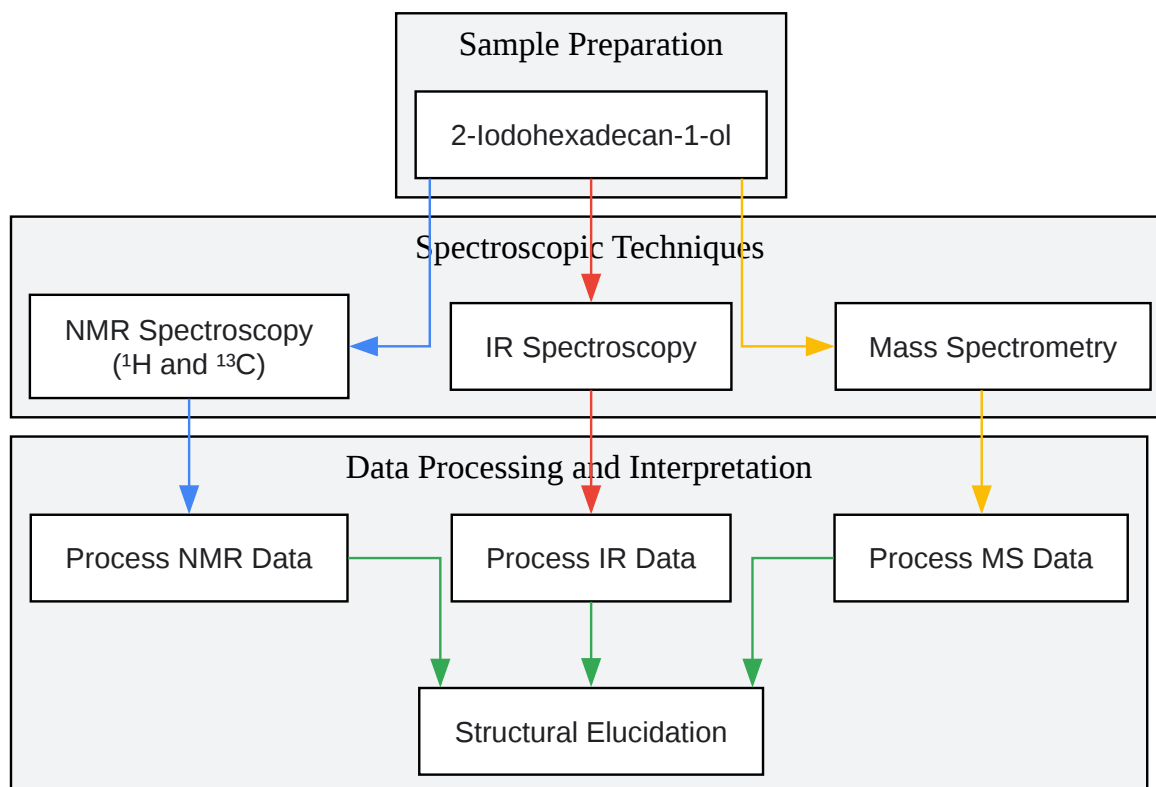 Sample Preparation
2-Iodohexadecan-1-ol
Spectroscopic Techniques
NMR Spectroscopy
(¹H and ¹³C)
IR Spectroscopy
Mass Spectrometry
Data Processing and Interpretation
Process NMR Data
Process IR Data
Process MS Data
Structural Elucidation